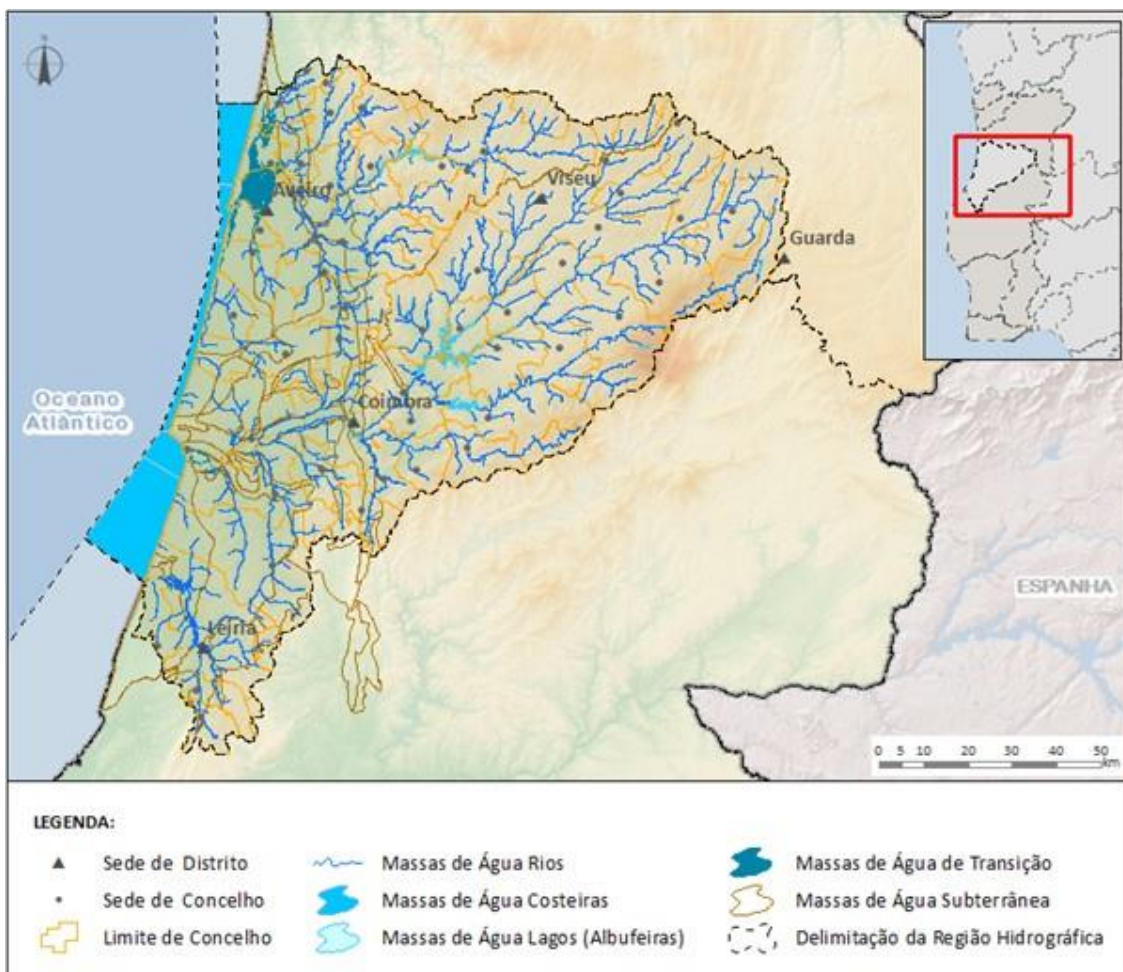 Aveiro
Viseu
Guarda
Oceano
Atlântico
Coimbra
Leiria
ESPANHA
0 5 10 20 30 40 50
km
LEGENDA:
Sede de Distrito
Massas de Água Rios
Massas de Água de Transição
Sede de Concelho
Massas de Água Costeiras
Massas de Água Subterrânea
Limite de Concelho
Massas de Água Lagos (Albufeiras)
Delimitação da Região Hidrográfica